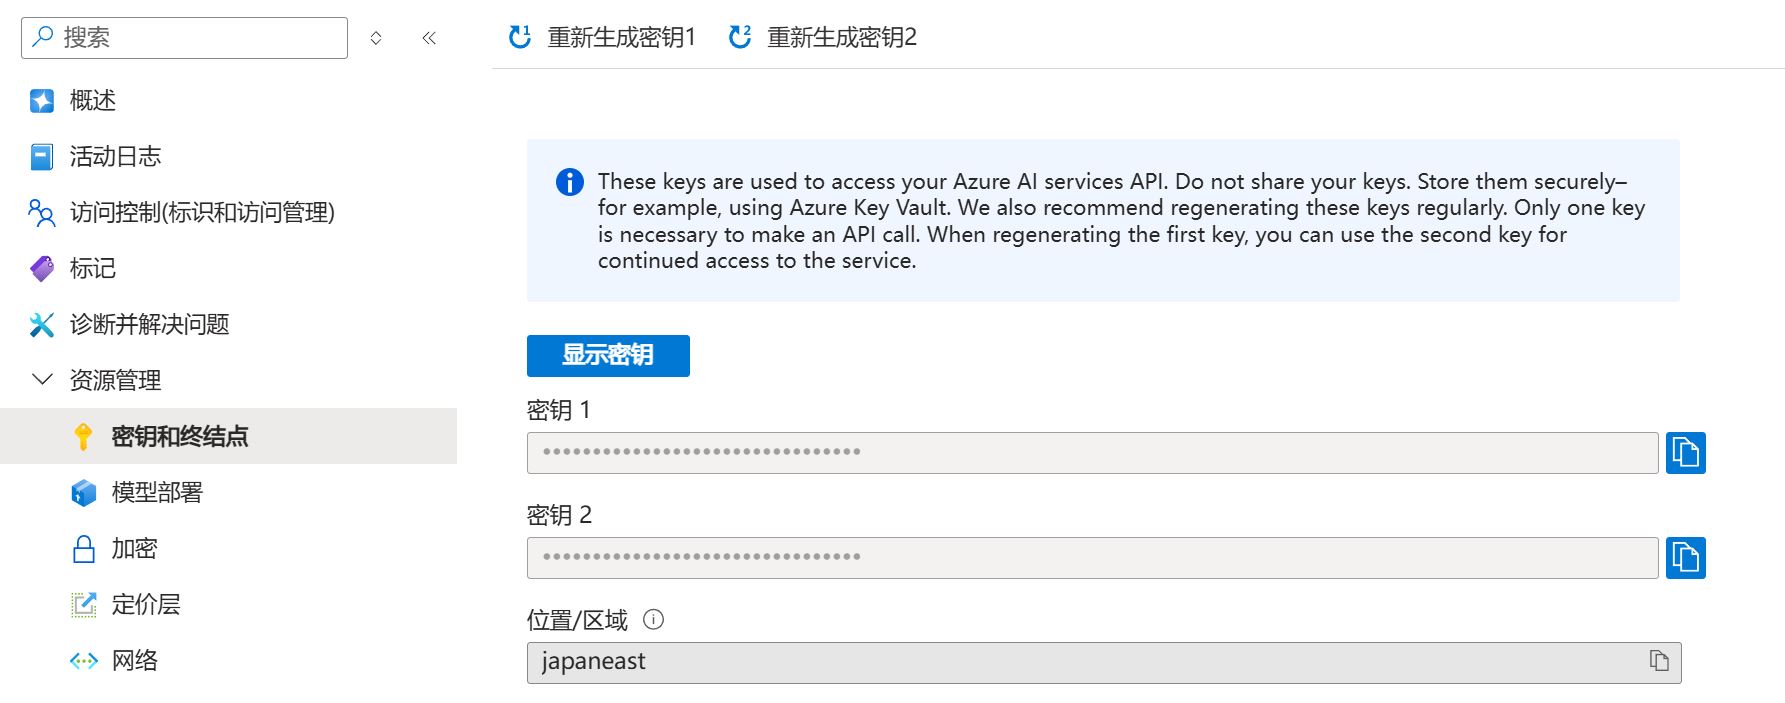 搜索
概述
活动日志
访问控制(标识和访问管理)
标记
诊断并解决问题
资源管理
密钥和终结点
模型部署
加密
定价层
网络
重新生成密钥1
重新生成密钥2
These keys are used to access your Azure AI services API. Do not share your keys. Store them securely–
for example, using Azure Key Vault. We also recommend regenerating these keys regularly. Only one key
is necessary to make an API call. When regenerating the first key, you can use the second key for
continued access to the service.
显示密钥
密钥 1
••••••••••••••••••••••••••••••••
密钥 2
••••••••••••••••••••••••••••••••
位置/区域
japaneast